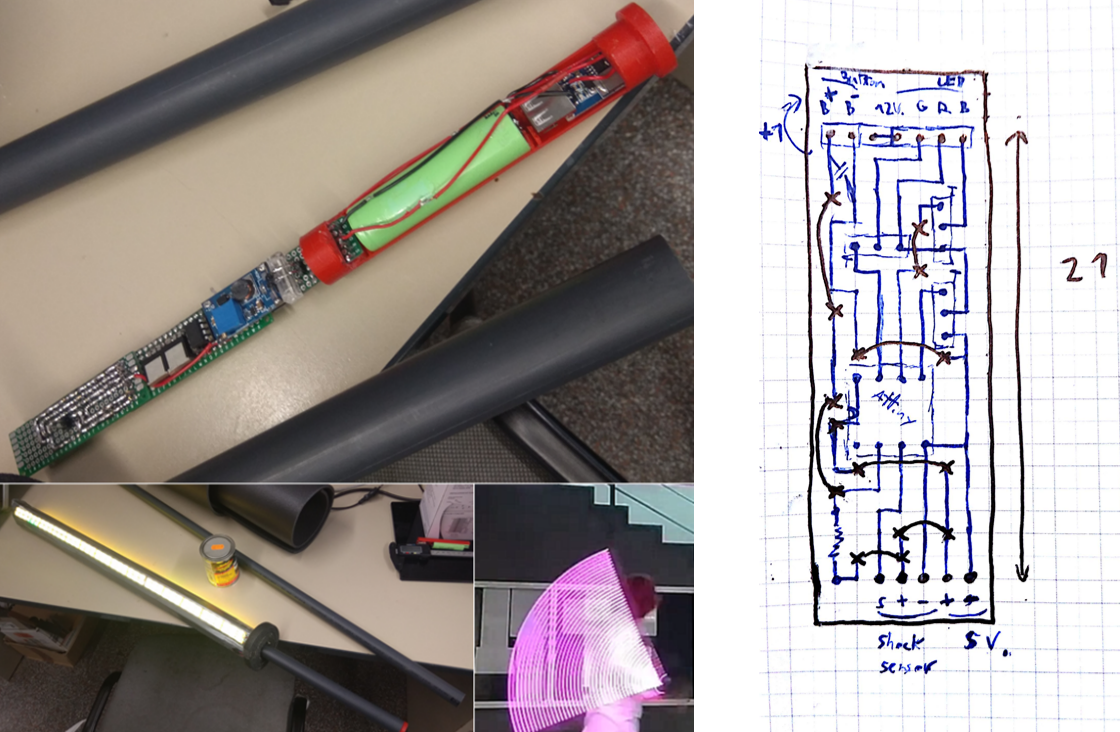 Button LED
B+ B- 12V. G R B
+1
21
Attiny
S + - + -
Shock 5V.
sensor